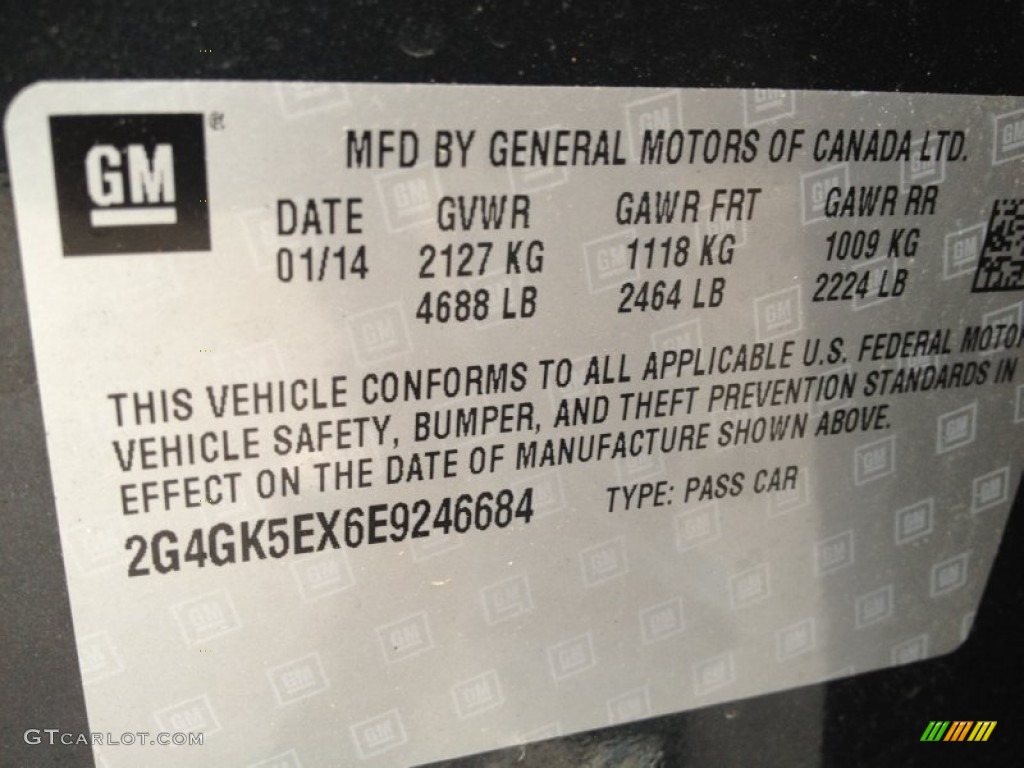 GM ®
MFD BY GENERAL MOTORS OF CANADA LTD.
DATE GVWR GAWR FRT GAWR RR
01/14 2127 KG 1118 KG 1009 KG
4688 LB 2464 LB 2224 LB
THIS VEHICLE CONFORMS TO ALL APPLICABLE U.S. FEDERAL MOTOR
VEHICLE SAFETY, BUMPER, AND THEFT PREVENTION STANDARDS IN
EFFECT ON THE DATE OF MANUFACTURE SHOWN ABOVE.
2G4GK5EX6E9246684 TYPE: PASS CAR
GTCARLOT.COM